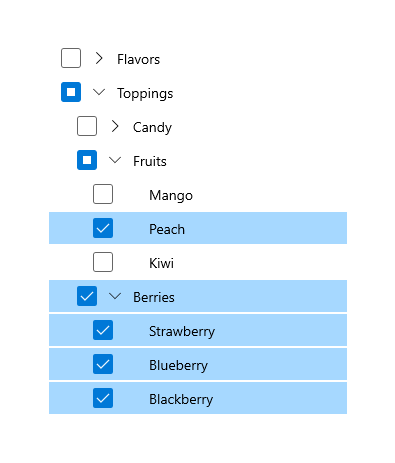 Flavors
Toppings
Candy
Fruits
Mango
Peach
Kiwi
Berries
Strawberry
Blueberry
Blackberry